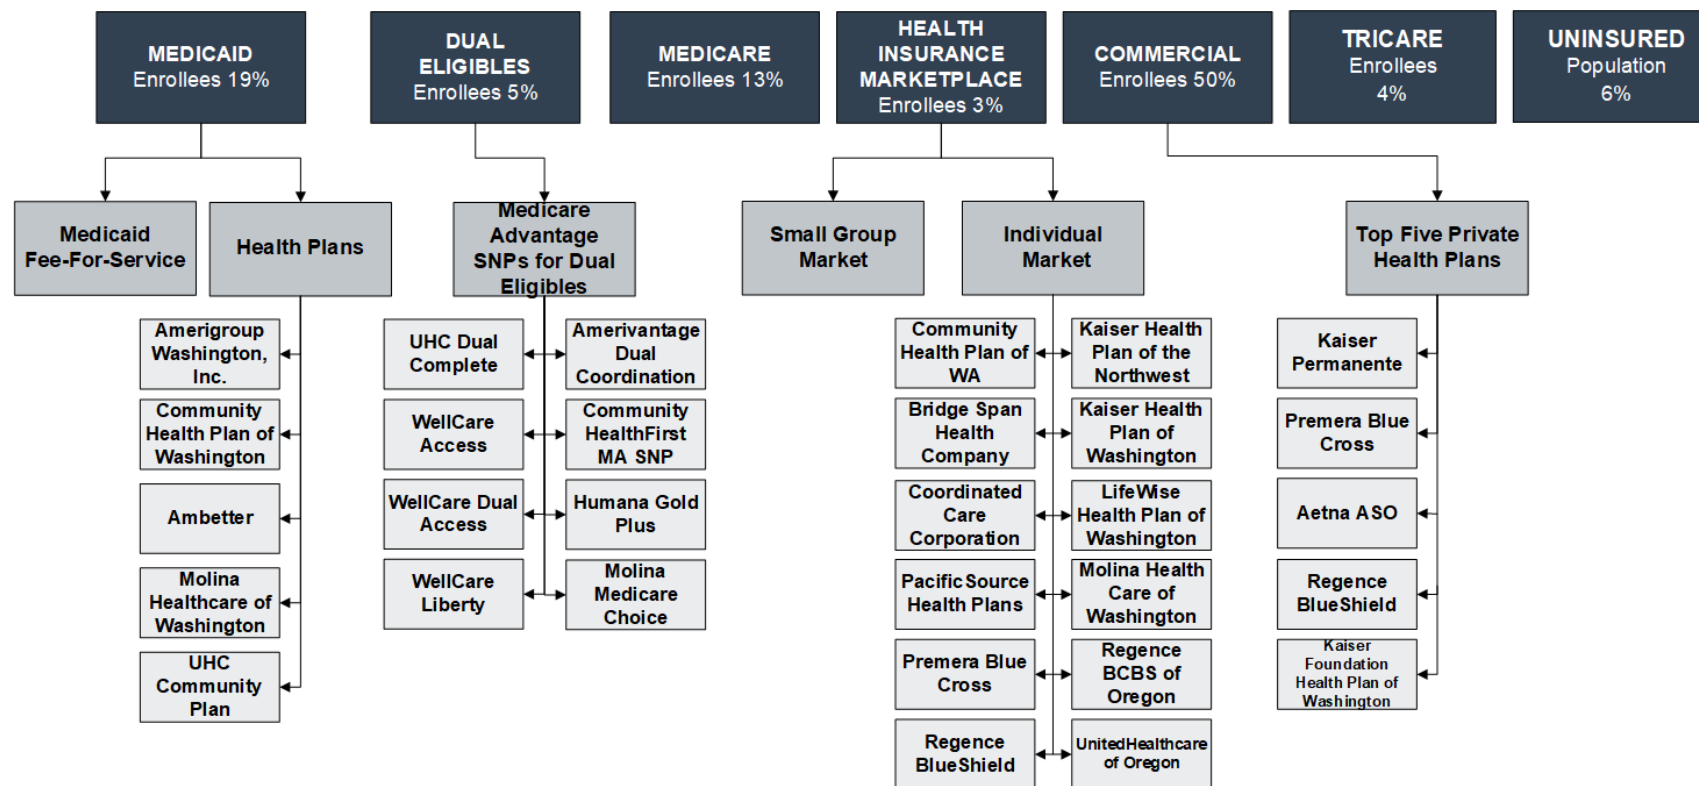 MEDICAID
Enrollees 19%
DUAL
ELIGIBLES
Enrollees 5%
MEDICARE
Enrollees 13%
HEALTH
INSURANCE
MARKETPLACE
Enrollees 3%
COMMERCIAL
Enrollees 50%
TRICARE
Enrollees
4%
UNINSURED
Population
6%
Medicaid
Fee-For-Service
Health Plans
Medicare
Advantage
SNPs for Dual
Eligibles
Small Group
Market
Individual
Market
Top Five Private
Health Plans
Amerigroup
Washington,
Inc.
Community
Health Plan of
Washington
Ambetter
Molina
Healthcare of
Washington
UHC
Community
Plan
UHC Dual
Complete
Amerivantage
Dual
Coordination
WellCare
Access
Community
HealthFirst
MA SNP
WellCare Dual
Access
Humana Gold
Plus
WellCare
Liberty
Molina
Medicare
Choice
Community
Health Plan of
WA
Kaiser Health
Plan of the
Northwest
Bridge Span
Health
Company
Kaiser Health
Plan of
Washington
Coordinated
Care
Corporation
LifeWise
Health Plan of
Washington
PacificSource
Health Plans
Molina Health
Care of
Washington
Premera Blue
Cross
Regence
BCBS of
Oregon
Regence
BlueShield
UnitedHealthcare
of Oregon
Kaiser
Permanente
Premera Blue
Cross
Aetna ASO
Regence
BlueShield
Kaiser
Foundation
Health Plan of
Washington